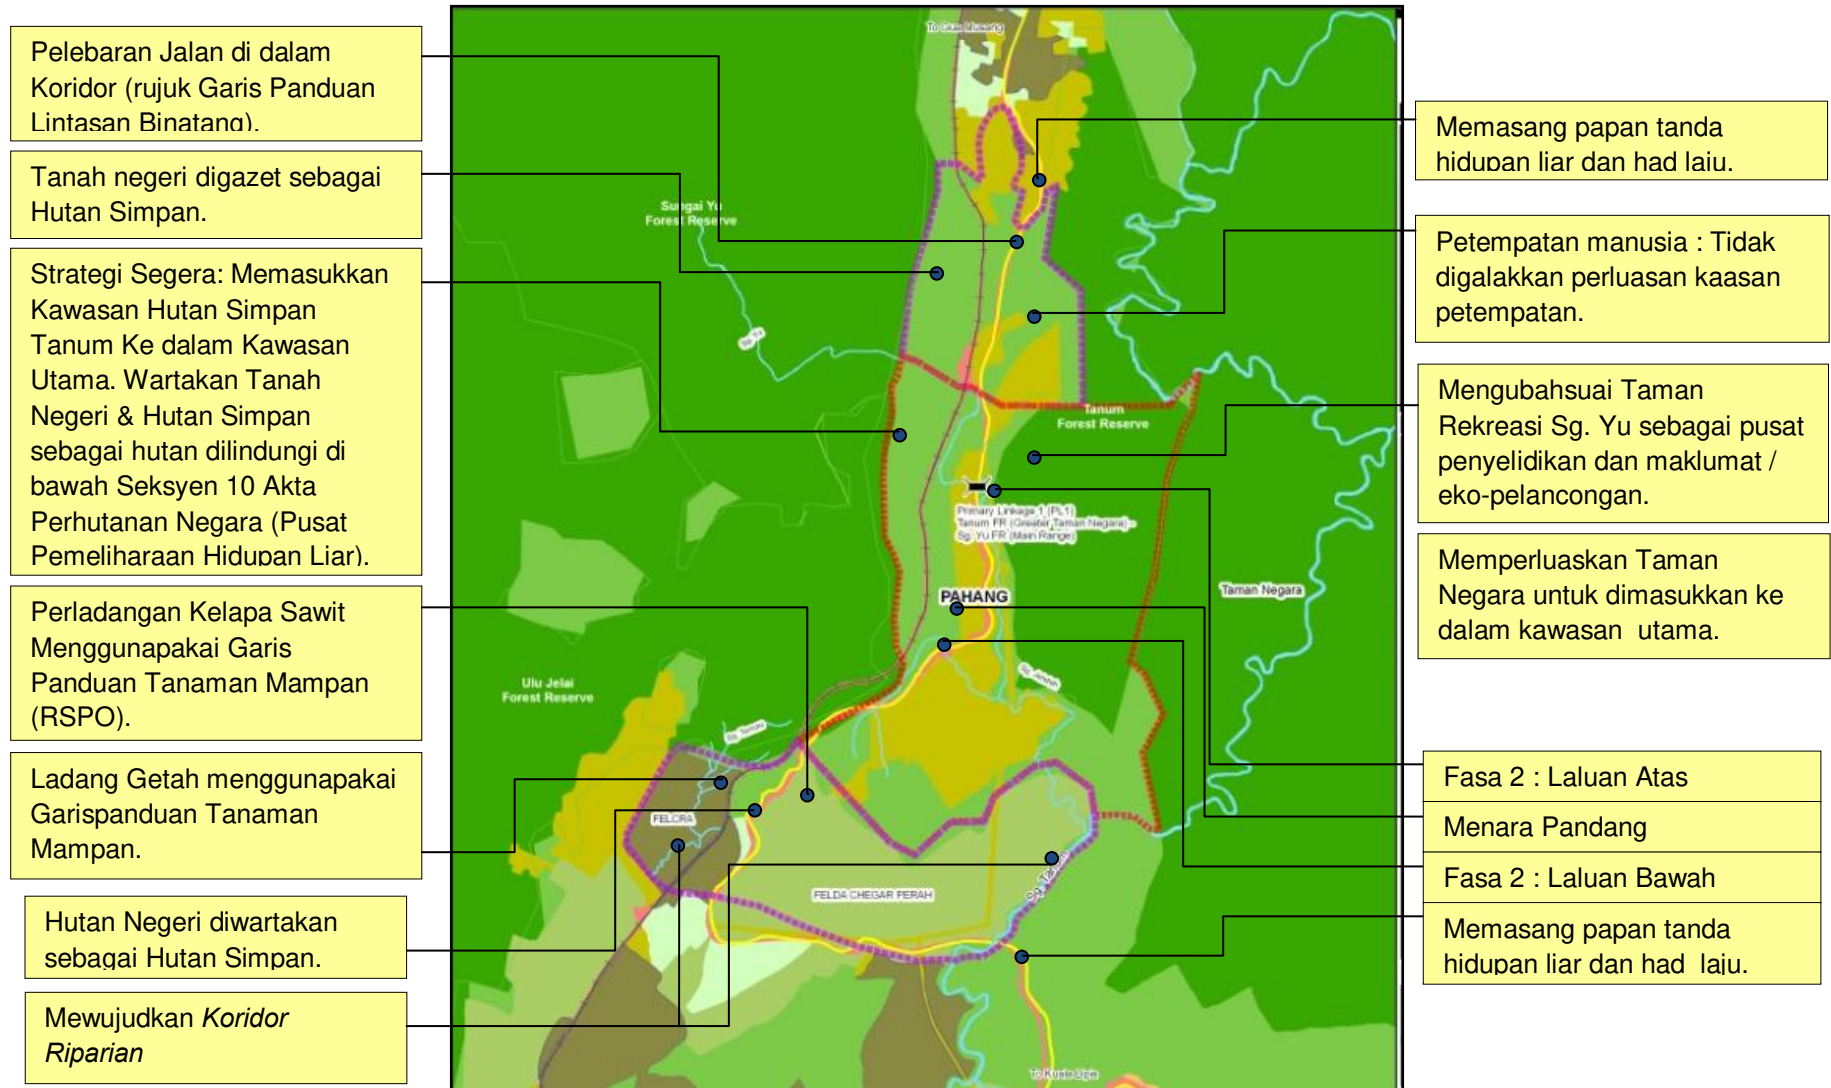 Pelebaran Jalan di dalam
Koridor (rujuk Garis Panduan
Lintasan Binatang).
Tanah negeri digazet sebagai
Hutan Simpan.
Strategi Segera: Memasukkan
Kawasan Hutan Simpan
Tanum Ke dalam Kawasan
Utama. Wartakan Tanah
Negeri & Hutan Simpan
sebagai hutan dilindungi di
bawah Seksyen 10 Akta
Perhutanan Negara (Pusat
Pemeliharaan Hidupan Liar).
Perladangan Kelapa Sawit
Menggunapakai Garis
Panduan Tanaman Mampan
(RSPO).
Ladang Getah menggunapakai
Garispanduan Tanaman
Mampan.
Hutan Negeri diwartakan
sebagai Hutan Simpan.
Mewujudkan Koridor
Riparian
To Gua Musang
Sungai Yu
Forest Reserve
Sg. Yu
Tanum
Forest Reserve
Primary Linkage 1 (PL1)
Tanum FR (Greater Taman Negara) -
Sg. Yu FR (Main Range)
PAHANG
Taman Negara
Ulu Jelai
Forest Reserve
Sg.
Sg.
FELCRA
FELDA CHEGAR PERAH
Sg. Tanum
To Kuala Lipis
Memasang papan tanda
hidupan liar dan had laju.
Petempatan manusia : Tidak
digalakkan perluasan kaasan
petempatan.
Mengubahsuai Taman
Rekreasi Sg. Yu sebagai pusat
penyelidikan dan maklumat /
eko-pelancongan.
Memperluaskan Taman
Negara untuk dimasukkan ke
dalam kawasan  utama.
Fasa 2 : Laluan Atas
Menara Pandang
Fasa 2 : Laluan Bawah
Memasang papan tanda
hidupan liar dan had  laju.